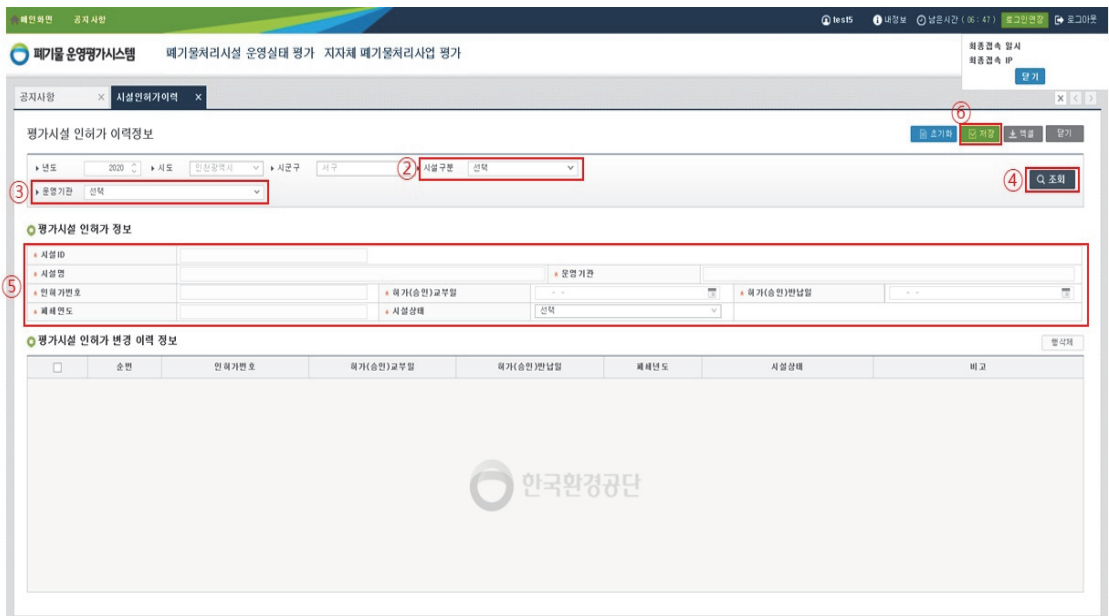 메인화면 공지사항 test5 내정보 남은시간 ( 06 : 47 ) 로그인연장 로그아웃
폐기물 운영평가시스템 폐기물처리시설 운영실태 평가 지자체 폐기물처리사업 평가
최종접속 일시
최종접속 IP
닫기
공지사항 × 시설인허가이력 × x < >
⑥
평가시설 인허가 이력정보 초기화 저장 엑셀 닫기
년도 2020 시도 인천광역시 시군구 서구 ② 시설구분 선택
③ 운영기관 선택 ④ 조회
평가시설 인허가 정보
⑤
시설ID
시설명 운영기관
인허가번호 허가(승인)교부일 - - 허가(승인)반납일 - -
폐쇄연도 시설상태 선택
평가시설 인허가 변경 이력 정보 행삭제
순번 인허가번호 허가(승인)교부일 허가(승인)반납일 폐쇄년도 시설상태 비고
한국환경공단